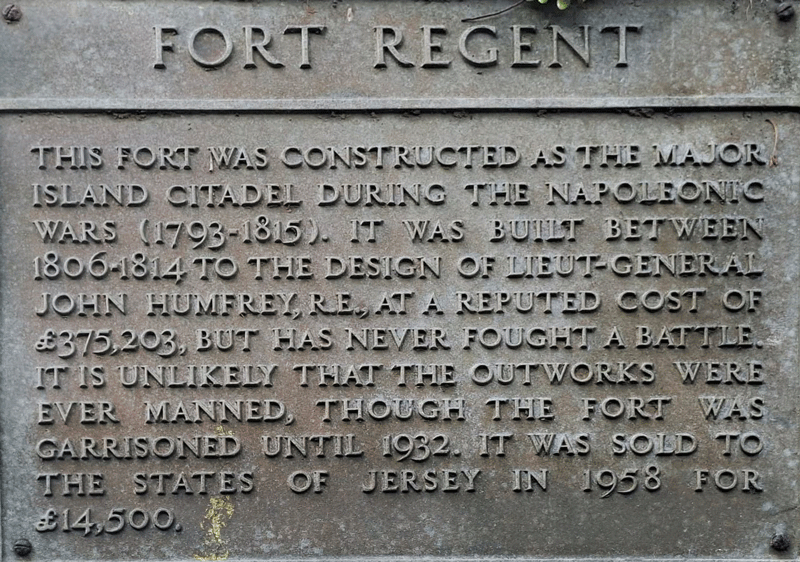 FORT REGENT
THIS FORT WAS CONSTRUCTED AS THE MAJOR
ISLAND CITADEL DURING THE NAPOLEONIC
WARS (1793-1815). IT WAS BUILT BETWEEN
1806-1814 TO THE DESIGN OF LIEUT-GENERAL
JOHN HUMFREY, R.E., AT A REPUTED COST OF
£375,203, BUT HAS NEVER FOUGHT A BATTLE.
IT IS UNLIKELY THAT THE OUTWORKS WERE
EVER MANNED, THOUGH THE FORT WAS
GARRISONED UNTIL 1932. IT WAS SOLD TO
THE STATES OF JERSEY IN 1958 FOR
£14,500.